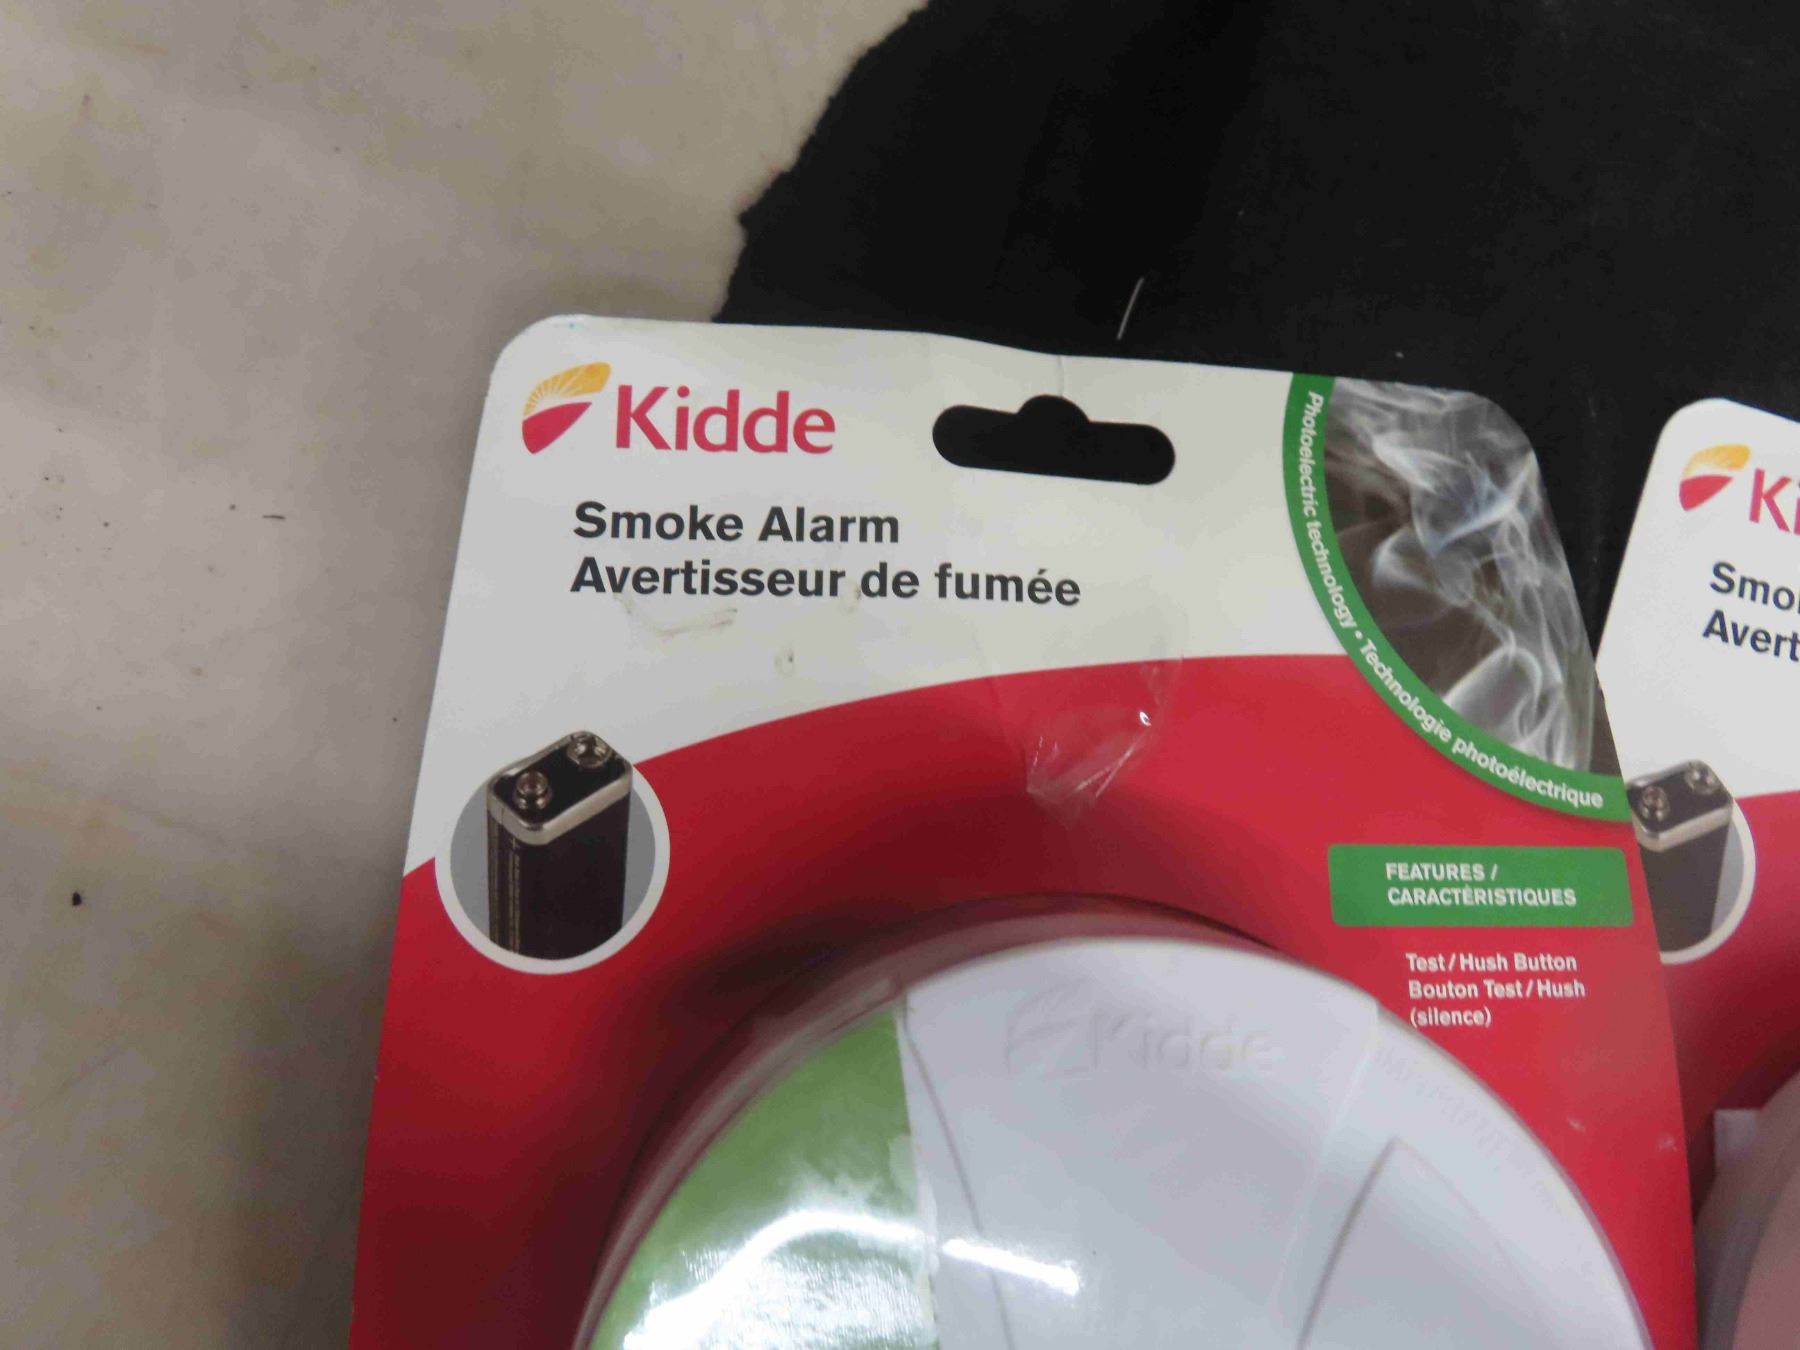 Kidde
Smoke Alarm
Avertisseur de fumée
Photoelectric technology • Technologie photoélectrique
FEATURES /
CARACTÉRISTIQUES
Test / Hush Button
Bouton Test / Hush
(silence)
Kidde
Ki
Smo
Avert